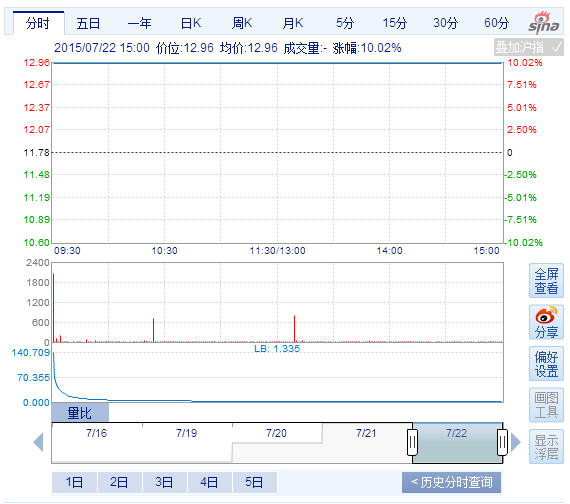 分时 五日 一年 日K 周K 月K 5分 15分 30分 60分 sina
2015/07/22 15:00 价位:12.96 均价:12.96 成交量:- 涨幅:10.02% 叠加沪指 ✓
12.96 10.02%
12.67 7.51%
12.37 5.01%
12.07 2.50%
11.78 0
11.48 -2.50%
11.19 -5.01%
10.89 -7.51%
10.60 -10.02%
09:30 10:30 11:30/13:00 14:00 15:00
2400
1800
1200
600
0
LB: 1.335
140.709
70.355
0.000
量比
7/16 7/19 7/20 7/21 7/22
1日 2日 3日 4日 5日 < 历史分时查询
全屏
查看
分享
偏好
设置
画图
工具
显示
浮层